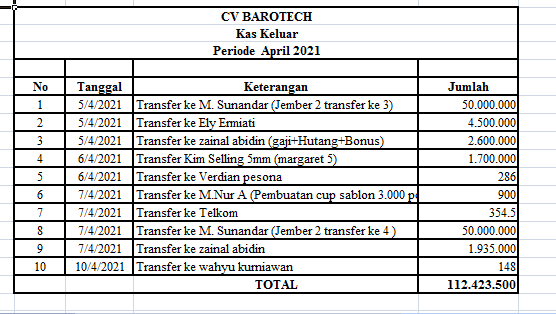 CV BAROTECH
Kas Keluar
Periode April 2021
No Tanggal Keterangan Jumlah
1 5/4/2021 Transfer ke M. Sunandar (Jember 2 transfer ke 3) 50.000.000
2 5/4/2021 Transfer ke Ely Ermiati 4.500.000
3 5/4/2021 Transfer ke zainal abidin (gaji+Hutang+Bonus) 2.600.000
4 6/4/2021 Transfer Kim Selling 5mm (margaret 5) 1.700.000
5 6/4/2021 Transfer ke Verdian pesona 286
6 7/4/2021 Transfer ke M.Nur A (Pembuatan cup sablon 3.000 p 900
7 7/4/2021 Transfer ke Telkom 354.5
8 7/4/2021 Transfer ke M. Sunandar (Jember 2 transfer ke 4 ) 50.000.000
9 7/4/2021 Transfer ke zainal abidin 1.935.000
10 10/4/2021 Transfer ke wahyu kurniawan 148
TOTAL 112.423.500